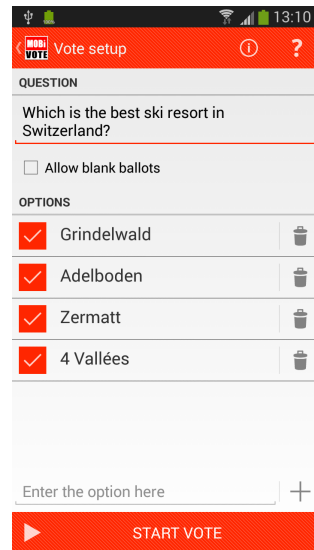 13:10
MOBi
VOTE
Vote setup
?
QUESTION
Which is the best ski resort in
Switzerland?
Allow blank ballots
OPTIONS
Grindelwald
Adelboden
Zermatt
4 Vallées
Enter the option here
START VOTE